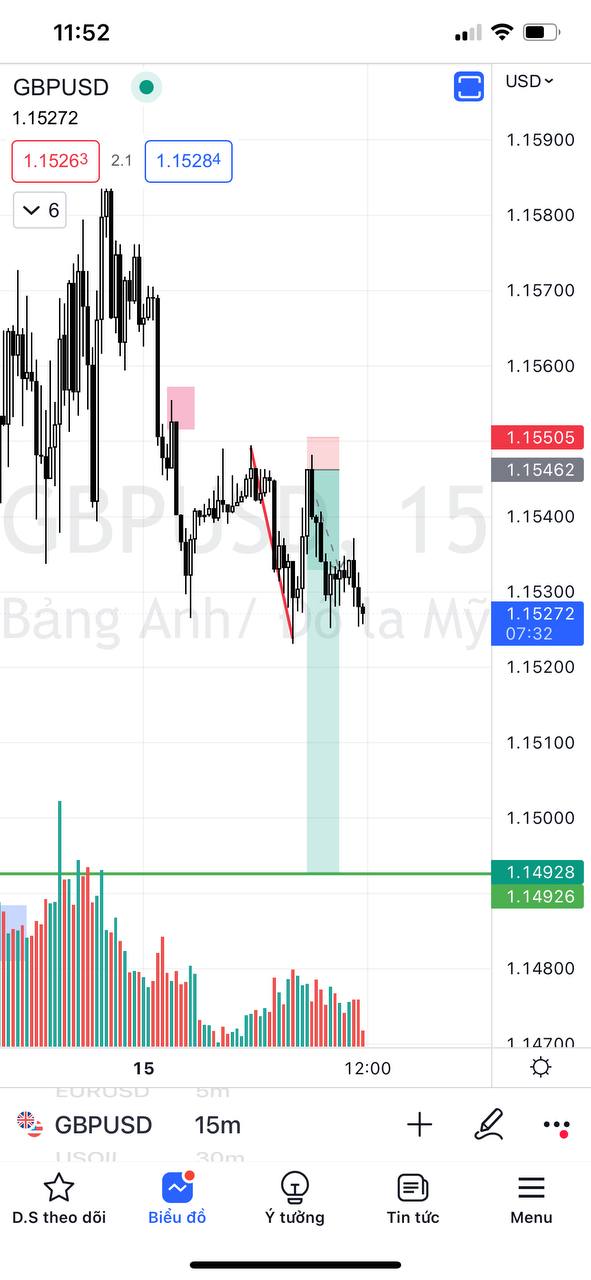 11:52
GBPUSD
USD
1.15272
1.15263
2.1
1.15284
6
1.15900
1.15800
1.15700
1.15600
1.15505
1.15462
1.15400
1.15300
1.15272
07:32
1.15200
1.15100
1.15000
1.14928
1.14926
1.14800
1.14700
GBPUSD, 15
Bảng Anh/ Đô la Mỹ
15
12:00
EURUSD 5m
GBPUSD 15m
USOIL 30m
D.S theo dõi
Biểu đồ
Ý tưởng
Tin tức
Menu